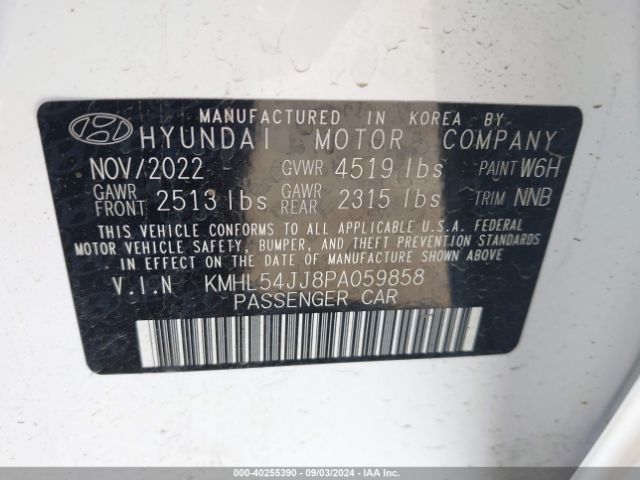 MANUFACTURED IN KOREA BY
HYUNDAI MOTOR COMPANY
NOV/2022 GVWR 4519 lbs PAINT W6H
GAWR FRONT 2513 lbs GAWR REAR 2315 lbs TRIM NNB
THIS VEHICLE CONFORMS TO ALL APPLICABLE U.S.A. FEDERAL
MOTOR VEHICLE SAFETY, BUMPER, AND THEFT PREVENTION STANDARDS
IN EFFECT ON THE DATE OF MANUFACTURE SHOWN ABOVE
V.I.N KMHL54JJ8PA059858
PASSENGER CAR
000-40255390 - 09/03/2024 - IAA, Inc.